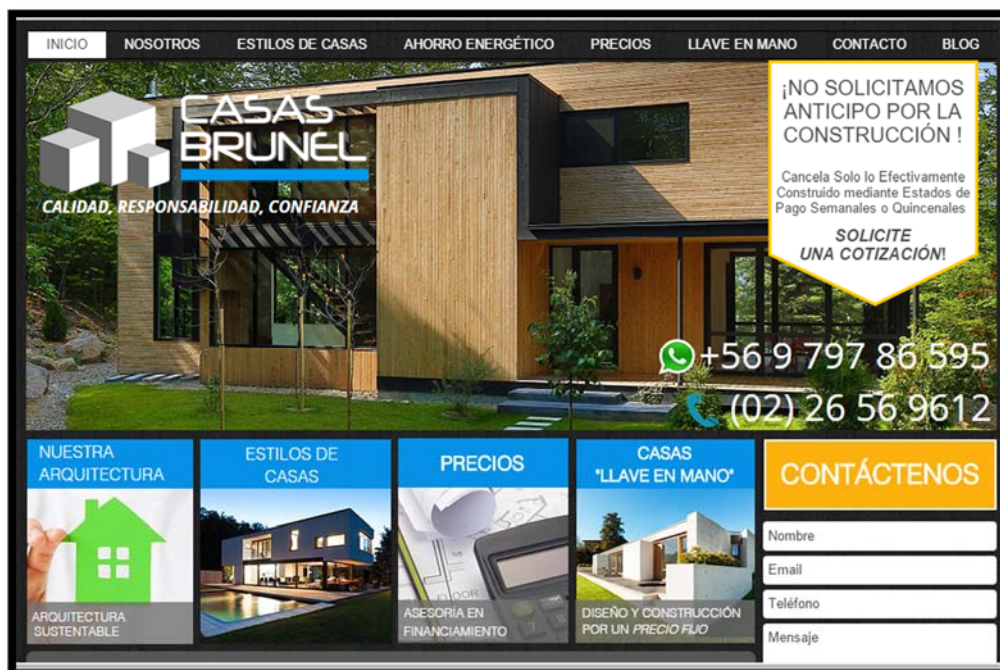 INICIO NOSOTROS ESTILOS DE CASAS AHORRO ENERGÉTICO PRECIOS LLAVE EN MANO CONTACTO BLOG
CASAS
BRUNEL
CALIDAD, RESPONSABILIDAD, CONFIANZA
¡NO SOLICITAMOS
ANTICIPO POR LA
CONSTRUCCIÓN !
Cancela Solo lo Efectivamente
Construido mediante Estados de
Pago Semanales o Quincenales
SOLICITE
UNA COTIZACIÓN!
+56 9 797 86 595
(02) 26 56 9612
NUESTRA
ARQUITECTURA
ARQUITECTURA
SUSTENTABLE
ESTILOS DE
CASAS
PRECIOS
FLOOR
ASESORÍA EN
FINANCIAMIENTO
CASAS
"LLAVE EN MANO"
DISEÑO Y CONSTRUCCIÓN
POR UN PRECIO FIJO
CONTÁCTENOS
Nombre
Email
Teléfono
Mensaje